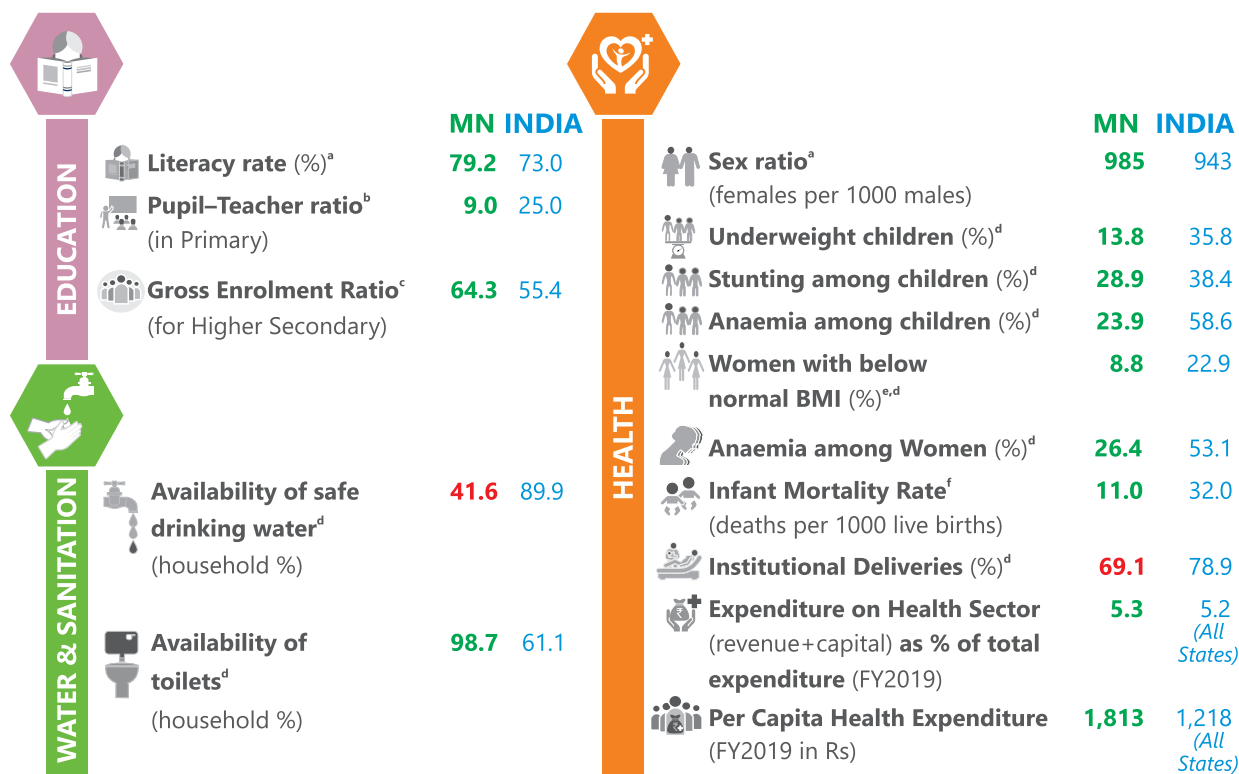 EDUCATION
MN INDIA
Literacy rate (%)ᵃ 79.2 73.0
Pupil–Teacher ratioᵇ 9.0 25.0
(in Primary)
Gross Enrolment Ratioᶜ 64.3 55.4
(for Higher Secondary)
WATER & SANITATION
Availability of safe 41.6 89.9
drinking waterᵈ
(household %)
Availability of 98.7 61.1
toiletsᵈ
(household %)
HEALTH
MN INDIA
Sex ratioᵃ 985 943
(females per 1000 males)
Underweight children (%)ᵈ 13.8 35.8
Stunting among children (%)ᵈ 28.9 38.4
Anaemia among children (%)ᵈ 23.9 58.6
Women with below 8.8 22.9
normal BMI (%)ᵉ,ᵈ
Anaemia among Women (%)ᵈ 26.4 53.1
Infant Mortality Rateᶠ 11.0 32.0
(deaths per 1000 live births)
Institutional Deliveries (%)ᵈ 69.1 78.9
Expenditure on Health Sector 5.3 5.2
(revenue+capital) as % of total (All
expenditure (FY2019) States)
Per Capita Health Expenditure 1,813 1,218
(FY2019 in Rs) (All
States)